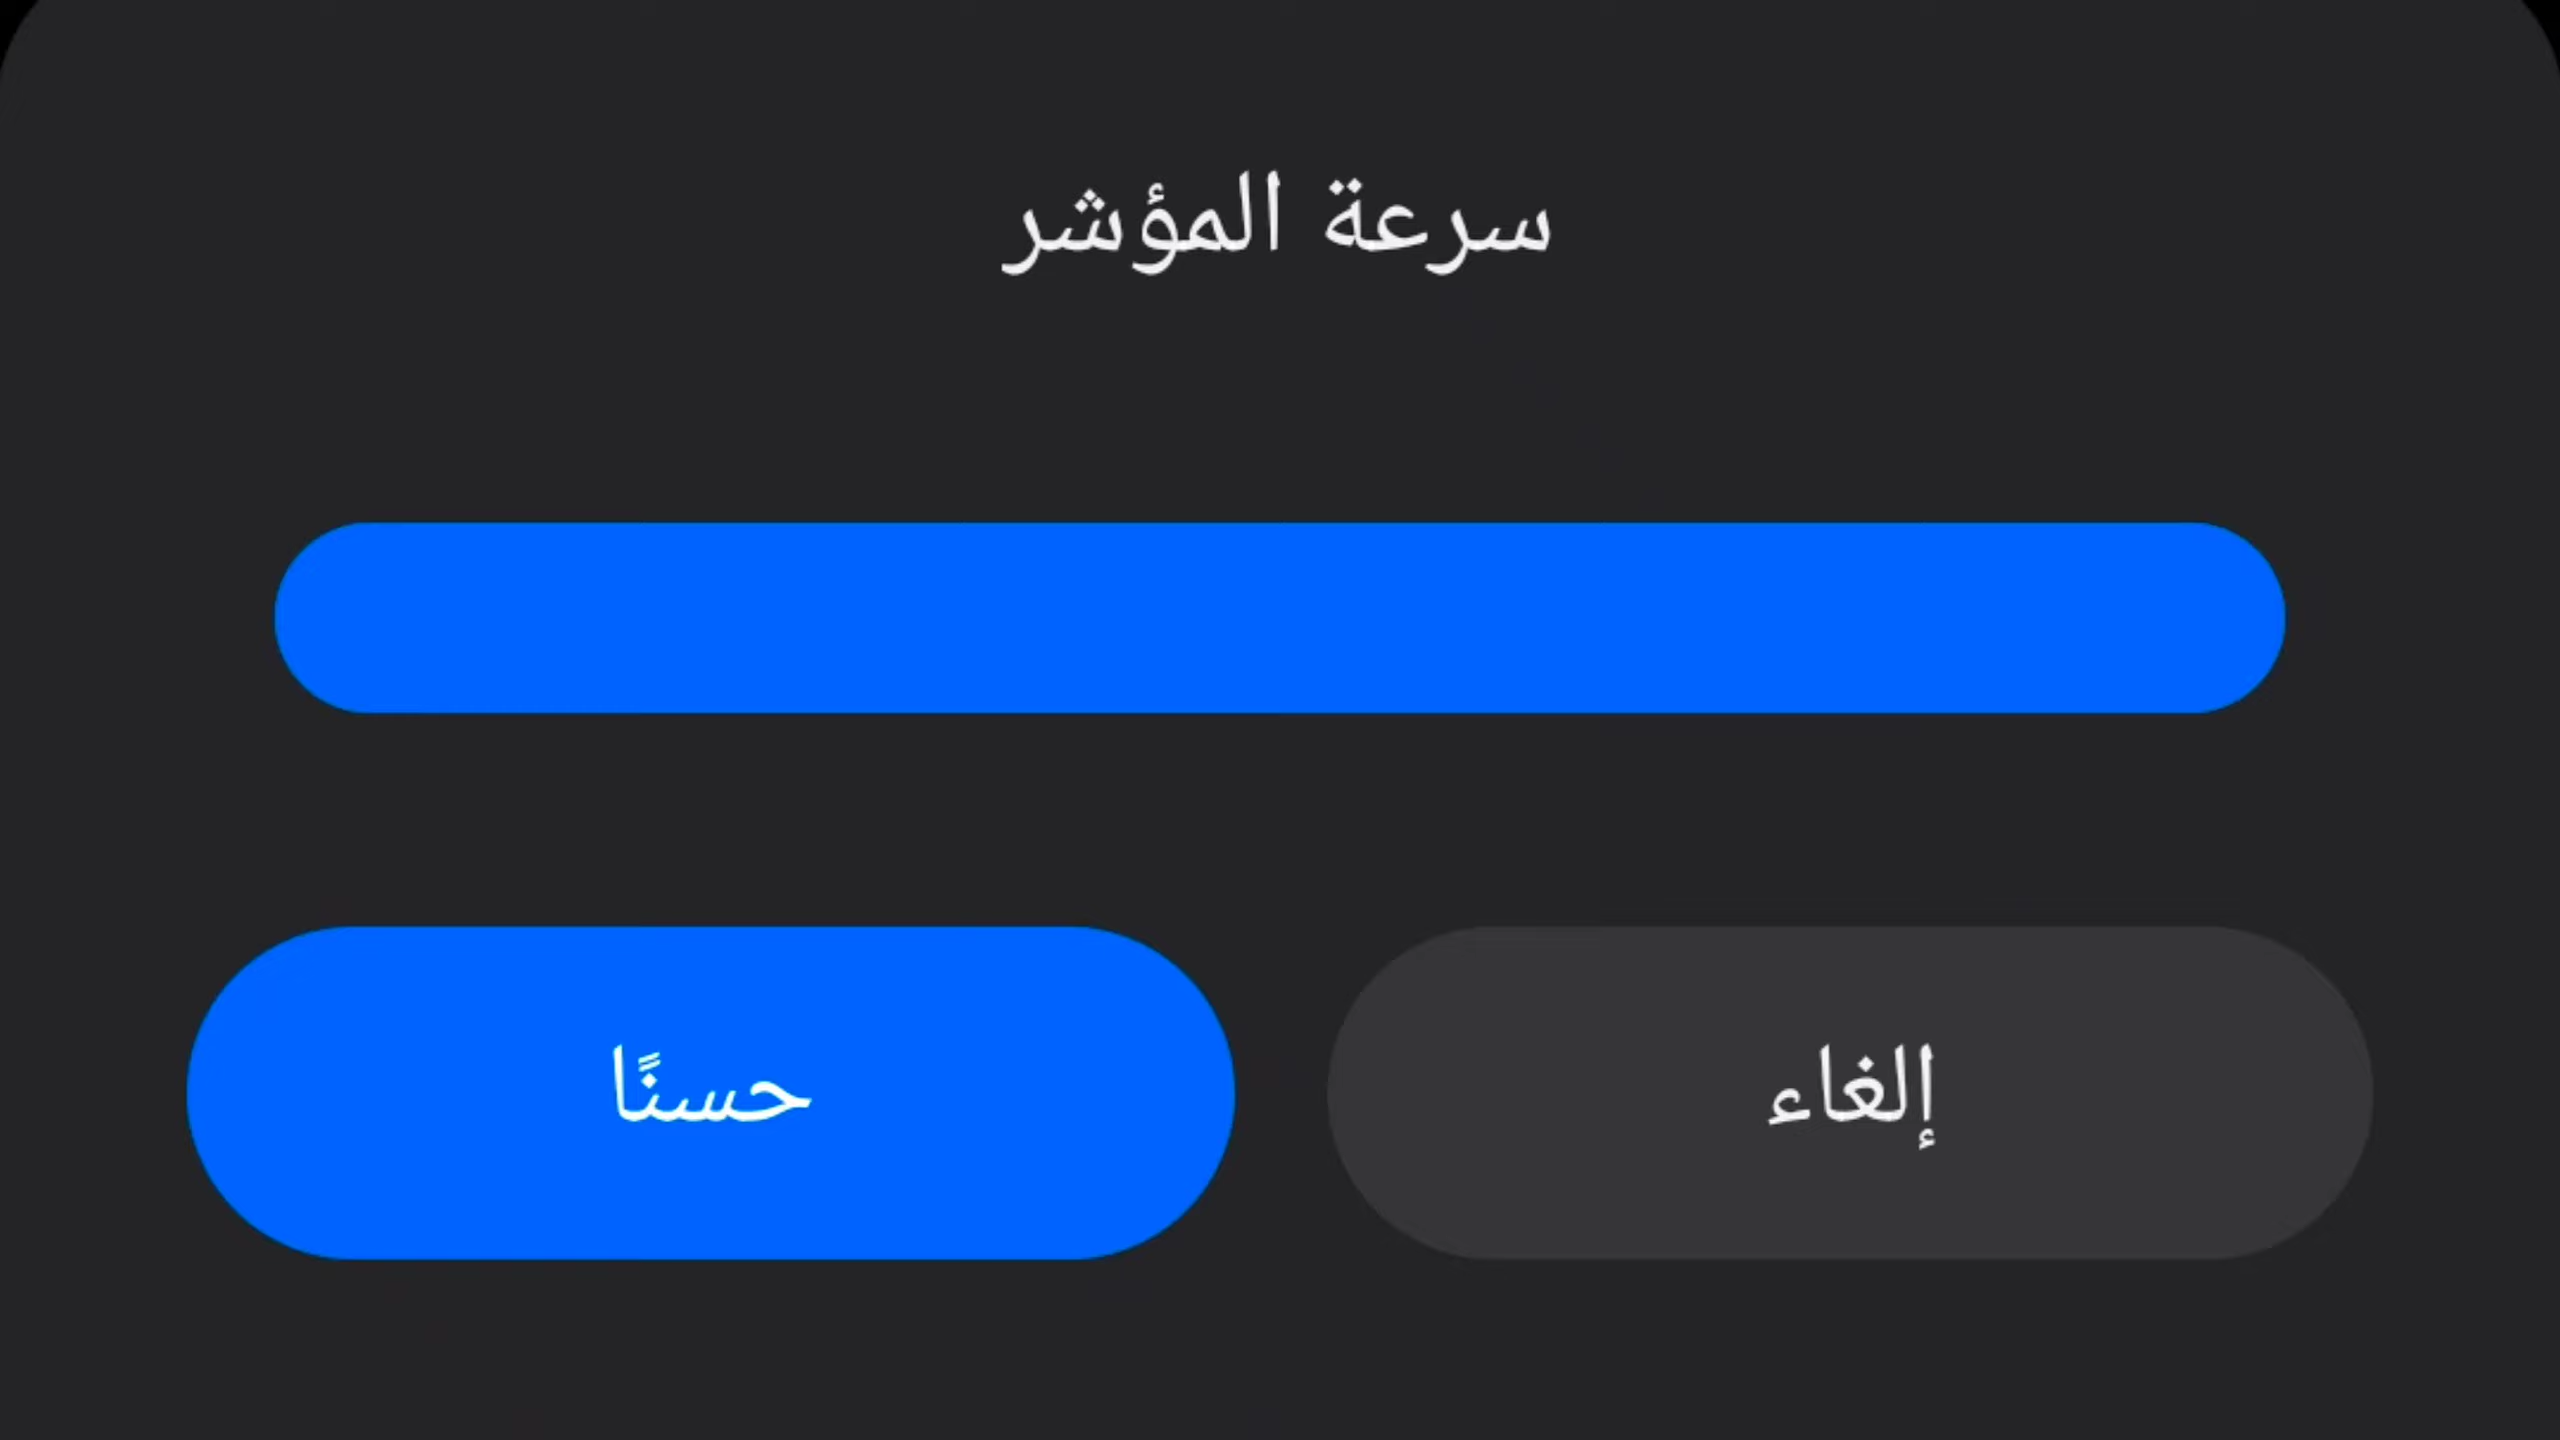 سرعة المؤشر
إلغاء
حسنًا